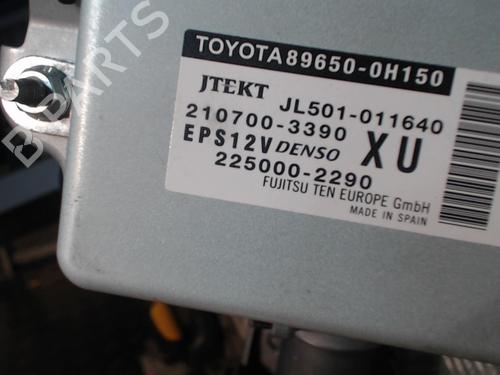 TOYOTA 89650-0H150
JTEKT JL501-011640
210700-3390
EPS12V DENSO XU
225000-2290
FUJITSU TEN EUROPE GmbH
MADE IN SPAIN
B-PARTS